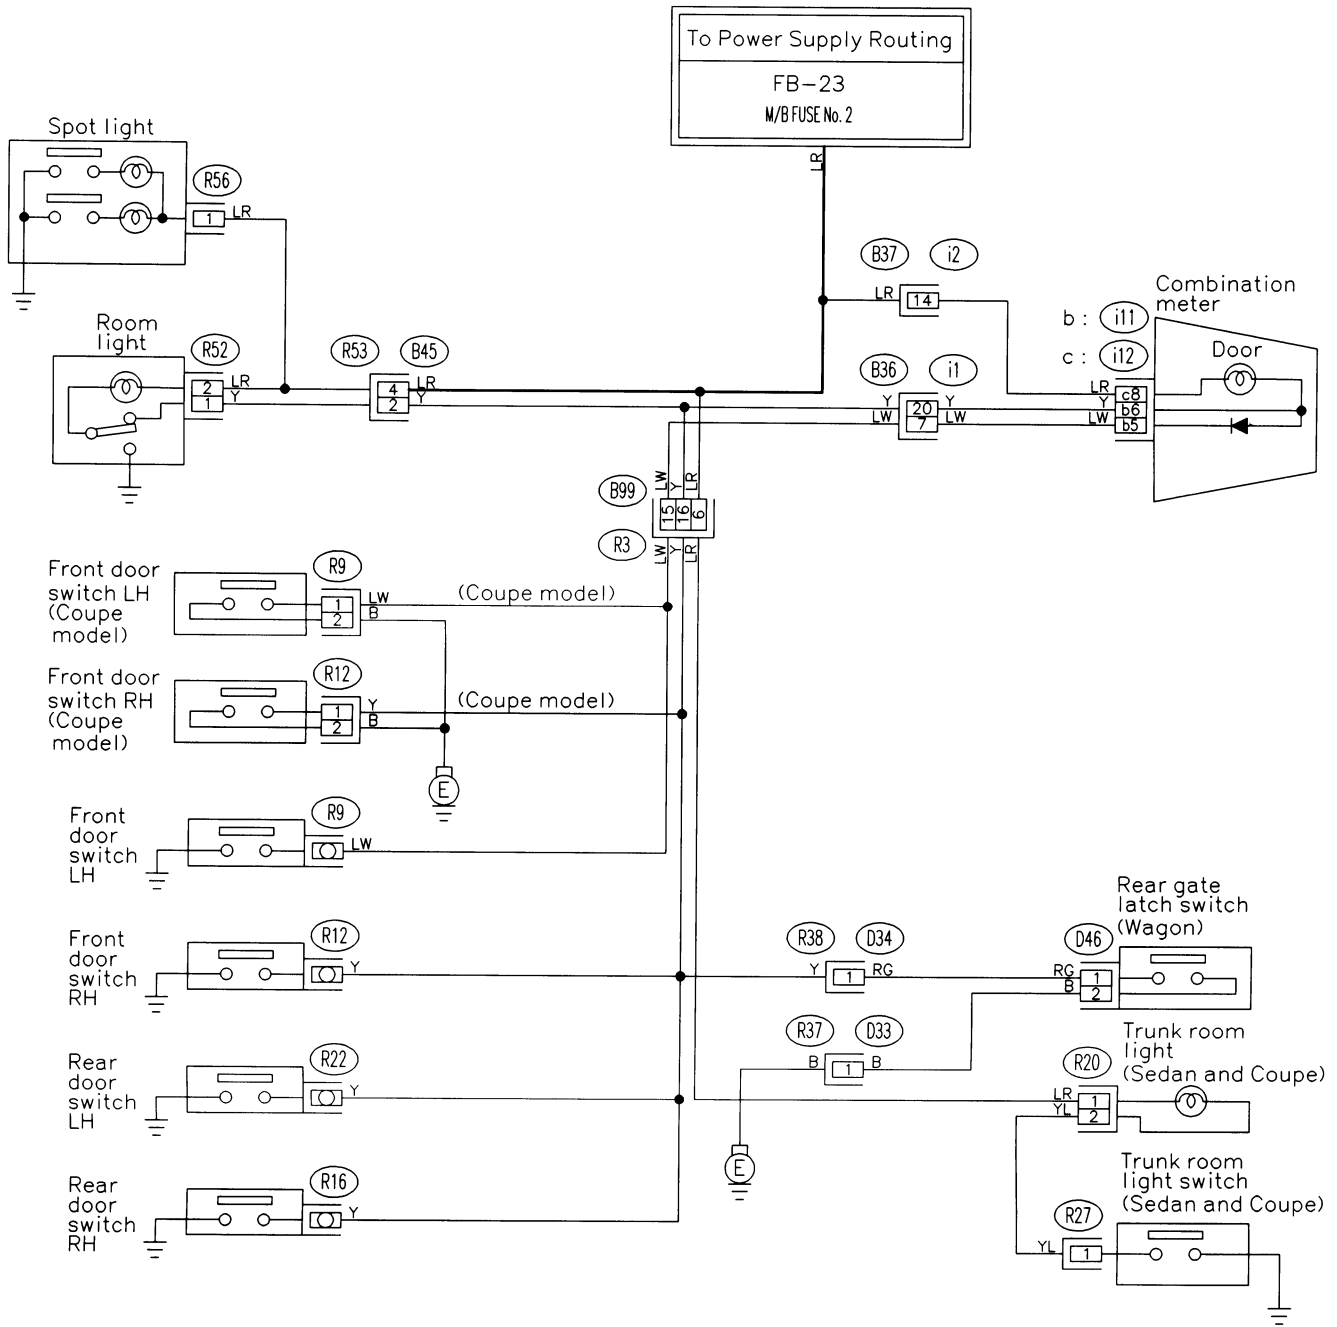 To Power Supply Routing
FB-23
M/B FUSE No. 2
LR
Spot light
R56
1
LR
Room
light
R52
2
LR
1
Y
R53
B45
4
LR
2
Y
B37
i2
LR
14
B36
i1
Y
20
Y
LW
7
LW
Combination
meter
b :
i11
c :
i12
Door
LR
c8
Y
b6
LW
b5
LW
Y
LR
B99
15
16
6
R3
LW
Y
LR
Front door
switch LH
(Coupe
model)
R9
1
LW
2
B
(Coupe model)
Front door
switch RH
(Coupe
model)
R12
1
Y
2
B
(Coupe model)
E
Front
door
switch
LH
R9
LW
Front
door
switch
RH
R12
Y
Rear
door
switch
LH
R22
Y
Rear
door
switch
RH
R16
Y
R38
D34
Y
1
RG
R37
D33
B
1
B
E
Rear gate
latch switch
(Wagon)
D46
RG
1
B
2
Trunk room
light
(Sedan and Coupe)
R20
LR
1
YL
2
Trunk room
light switch
(Sedan and Coupe)
R27
YL
1